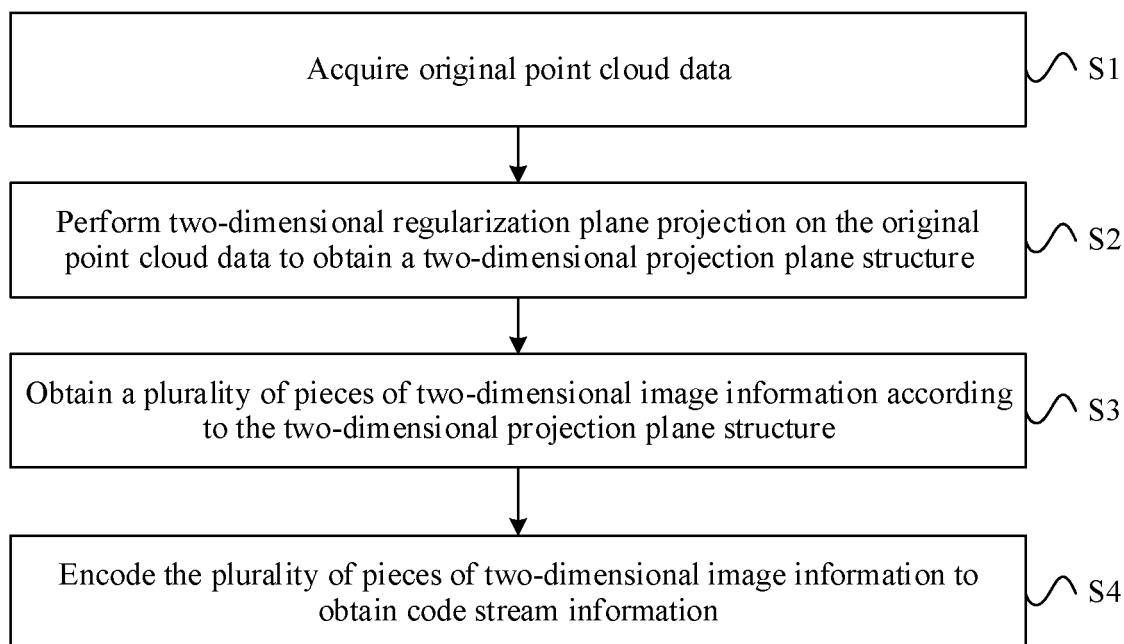 Acquire original point cloud data
S1
Perform two-dimensional regularization plane projection on the original
point cloud data to obtain a two-dimensional projection plane structure
S2
Obtain a plurality of pieces of two-dimensional image information according
to the two-dimensional projection plane structure
S3
Encode the plurality of pieces of two-dimensional image information to
obtain code stream information
S4